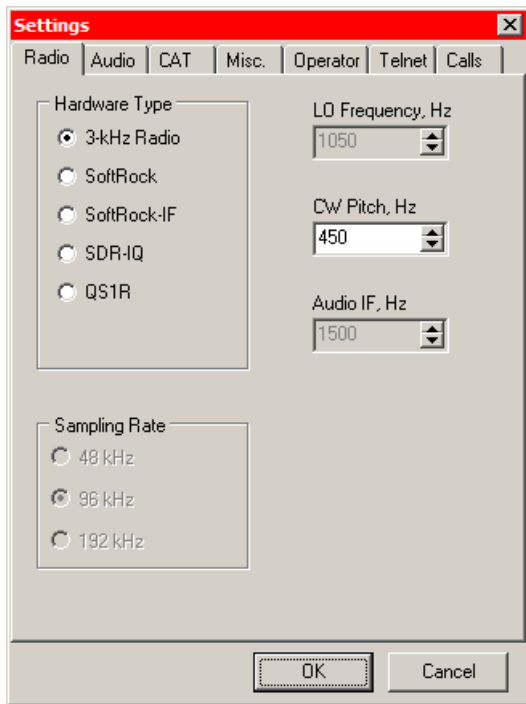 Settings
Radio Audio CAT Misc. Operator Telnet Calls
Hardware Type
3-kHz Radio
SoftRock
SoftRock-IF
SDR-IQ
QS1R
LO Frequency, Hz
1050
CW Pitch, Hz
450
Audio IF, Hz
1500
Sampling Rate
48 kHz
96 kHz
192 kHz
OK Cancel